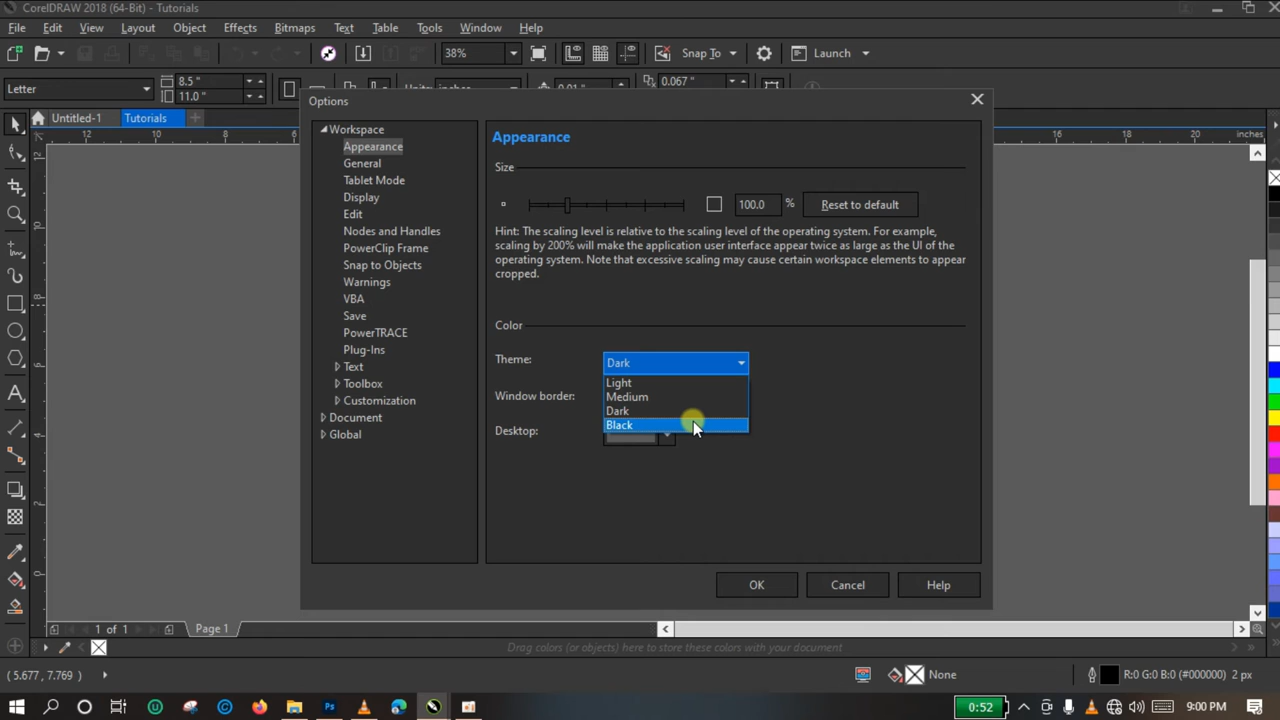 CorelDRAW 2018 (64-Bit) - Tutorials
File Edit View Layout Object Effects Bitmaps Text Table Tools Window Help
38% Snap To Launch
Letter 8.5 " 0.067 "
11.0 "
Options
Untitled-1 Tutorials
12 10 8 6 16 18 20 inches
Workspace
Appearance
General
Tablet Mode
Display
Edit
Nodes and Handles
PowerClip Frame
Snap to Objects
Warnings
VBA
Save
PowerTRACE
Plug-Ins
Text
Toolbox
Customization
Document
Global
Appearance
Size
100.0 % Reset to default
Hint: The scaling level is relative to the scaling level of the operating system. For example,
scaling by 200% will make the application user interface appear twice as large as the UI of the
operating system. Note that excessive scaling may cause certain workspace elements to appear
cropped.
Color
Theme: Dark
Light
Medium
Dark
Black
Window border:
Desktop:
OK Cancel Help
1 of 1 Page 1
Drag colors (or objects) here to store these colors with your document
(5.677 , 7.769 ) None R:0 G:0 B:0 (#000000) 2 px
0:52 9:00 PM